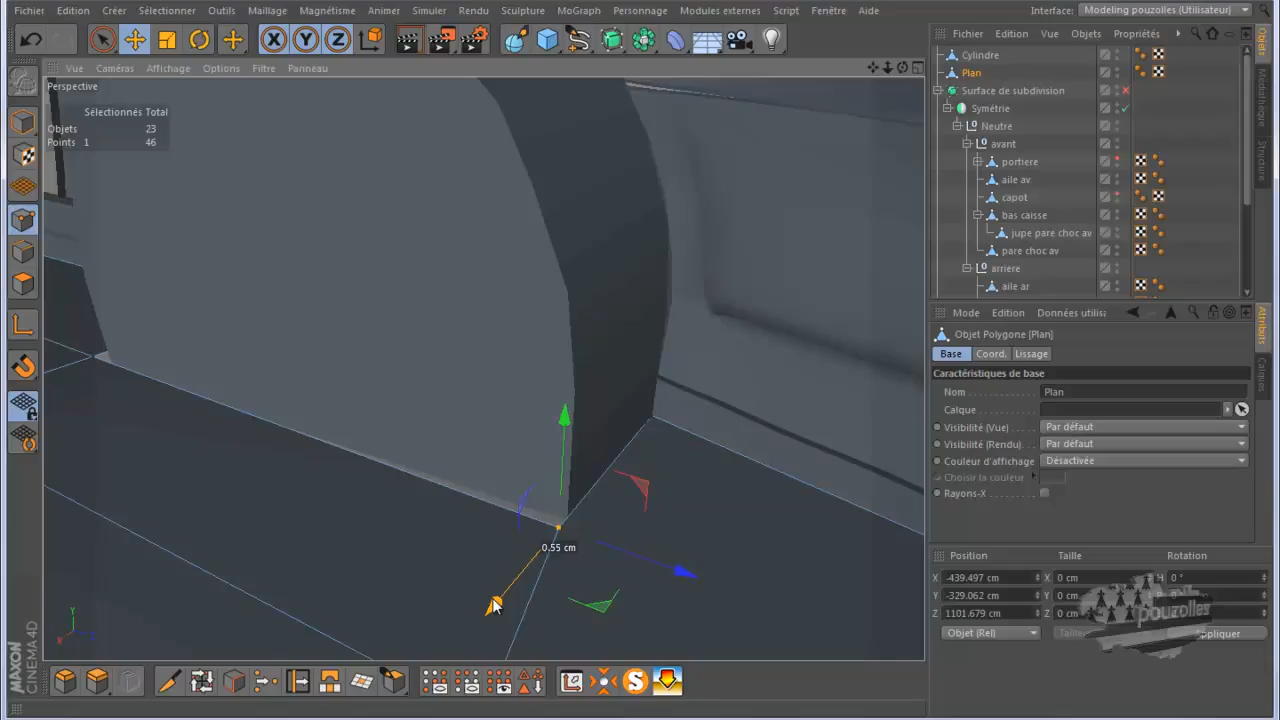 Fichier Edition Créer Sélectionner Outils Maillage Magnétisme Animer Simuler Rendu Sculpture MoGraph Personnage Modules externes Script Fenêtre Aide Interface: Modeling pouzolles (Utilisateur)
X Y Z
Vue Caméras Affichage Options Filtre Panneau
Perspective
Sélectionnés Total
Objets 23
Points 1 46
0.55 cm
Y
X
MAXON
CINEMA 4D
Fichier Edition Vue Objets Propriétés
Cylindre
Plan
Surface de subdivision
Symétrie
Neutre
avant
portiere
aile av
capot
bas caisse
jupe pare choc av
pare choc av
arriere
aile ar
Objets
Médiathèque
Structure
Mode Edition Données utilis:
Objet Polygone [Plan]
Base Coord. Lissage
Caractéristiques de base
Nom Plan
Calque
Visibilité (Vue) Par défaut
Visibilité (Rendu) Par défaut
Couleur d'affichage Désactivée
Choisir la couleur
Rayons-X
Attributs
Calques
Position Taille Rotation
X -439.497 cm X 0 cm H 0 °
Y -329.062 cm Y 0 cm
Z 1101.679 cm Z 0 cm
Objet (Rel) Taille Appliquer
pouzolles